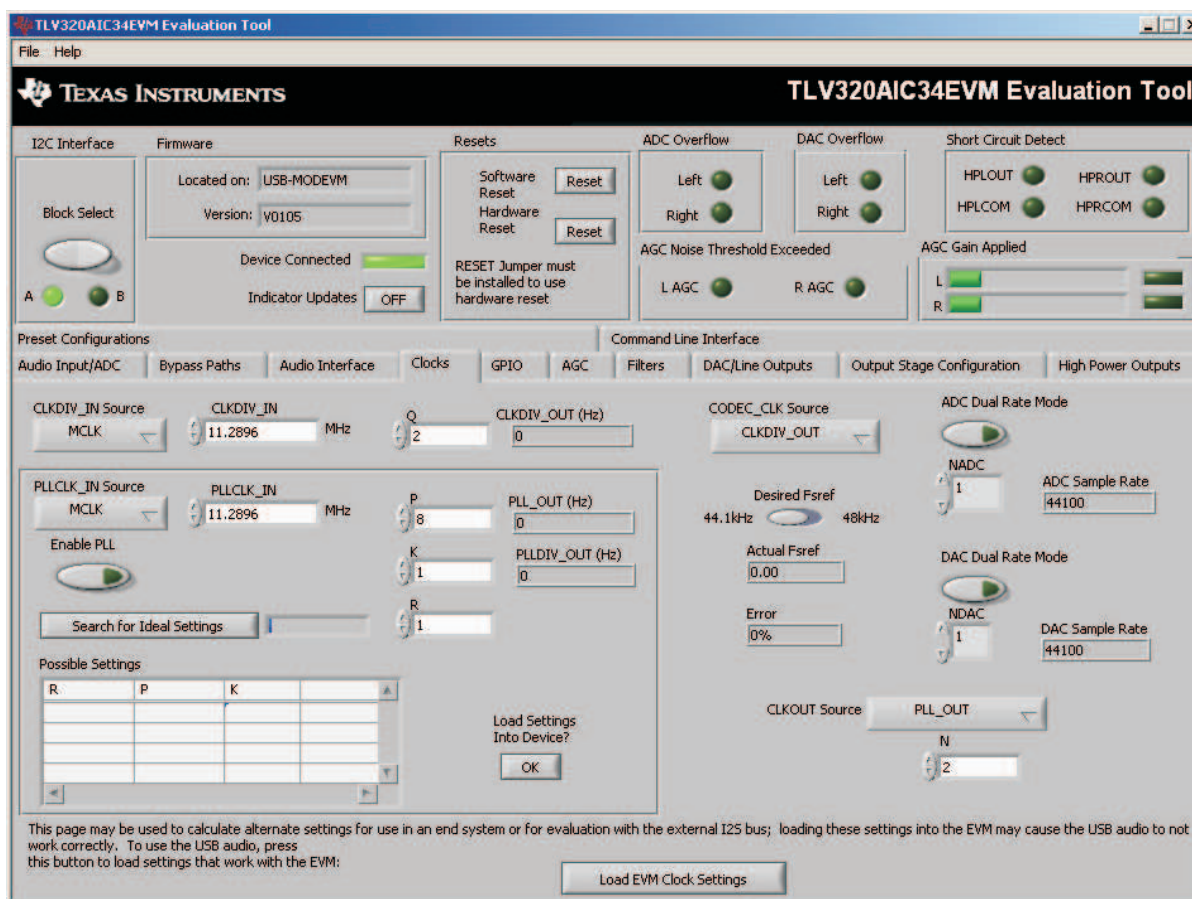 TLV320AIC34EVM Evaluation Tool
File Help
TEXAS INSTRUMENTS
TLV320AIC34EVM Evaluation Tool
I2C Interface
Block Select
A B
Firmware
Located on: USB-MODEVM
Version: V0105
Device Connected
Indicator Updates OFF
Resets
Software Reset Reset
Hardware Reset Reset
RESET Jumper must
be installed to use
hardware reset
ADC Overflow
Left
Right
DAC Overflow
Left
Right
Short Circuit Detect
HPLOUT HPROUT
HPLCOM HPRCOM
AGC Noise Threshold Exceeded
L AGC R AGC
AGC Gain Applied
L
R
Preset Configurations Command Line Interface
Audio Input/ADC Bypass Paths Audio Interface Clocks GPIO AGC Filters DAC/Line Outputs Output Stage Configuration High Power Outputs
CLKDIV_IN Source
MCLK
CLKDIV_IN
11.2896 MHz
Q
2
CLKDIV_OUT (Hz)
0
PLLCLK_IN Source
MCLK
PLLCLK_IN
11.2896 MHz
P
8
PLL_OUT (Hz)
0
Enable PLL
K
1
PLLDIV_OUT (Hz)
0
R
1
Search for Ideal Settings
Possible Settings
R P K
Load Settings
Into Device?
OK
CODEC_CLK Source
CLKDIV_OUT
Desired Fsref
44.1kHz 48kHz
Actual Fsref
0.00
Error
0%
ADC Dual Rate Mode
NADC
1
ADC Sample Rate
44100
DAC Dual Rate Mode
NDAC
1
DAC Sample Rate
44100
CLKOUT Source PLL_OUT
N
2
This page may be used to calculate alternate settings for use in an end system or for evaluation with the external I2S bus; loading these settings into the EVM may cause the USB audio to not
work correctly. To use the USB audio, press
this button to load settings that work with the EVM:
Load EVM Clock Settings